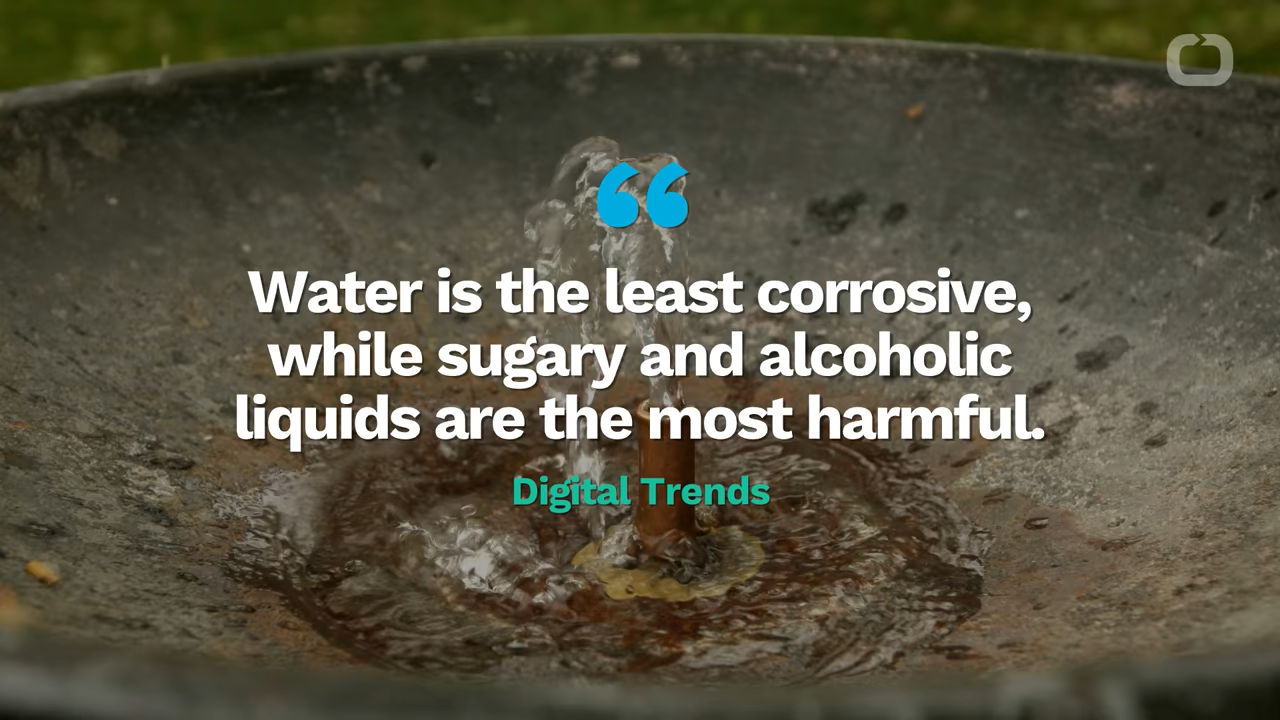 “
Water is the least corrosive,
while sugary and alcoholic
liquids are the most harmful.
Digital Trends